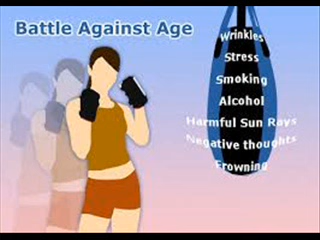 Battle Against Age
Wrinkles
Stress
Smoking
Alcohol
Harmful Sun Rays
Negative thoughts
Frowning